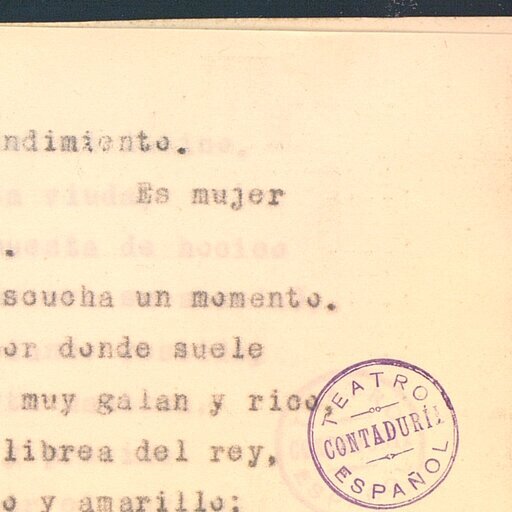 ndimiento.
Es mujer
.
scucha un momento.
or donde suele
muy galan y rico,
librea del rey,
o y amarillo;
TEATRO
CONTADURÍA
ESPAÑOL